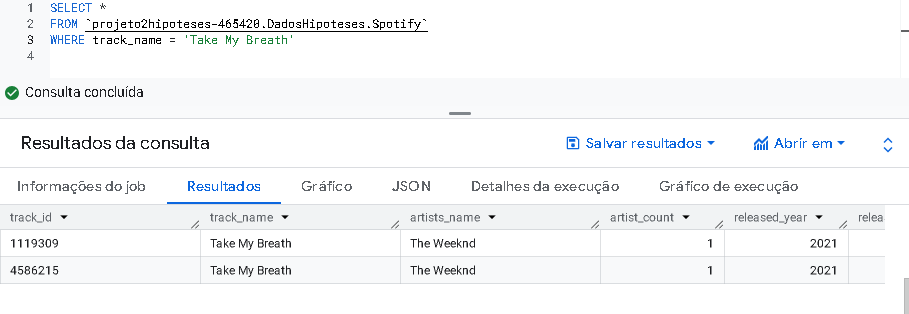 1 SELECT *
2 FROM `projeto2hipoteses-465420.DadosHipoteses.Spotify`
3 WHERE track_name = 'Take My Breath'
4
Consulta concluída
Resultados da consulta Salvar resultados Abrir em
Informações do job Resultados Gráfico JSON Detalhes da execução Gráfico de execução
track_id track_name artists_name artist_count released_year relea
1119309 Take My Breath The Weeknd 1 2021
4586215 Take My Breath The Weeknd 1 2021